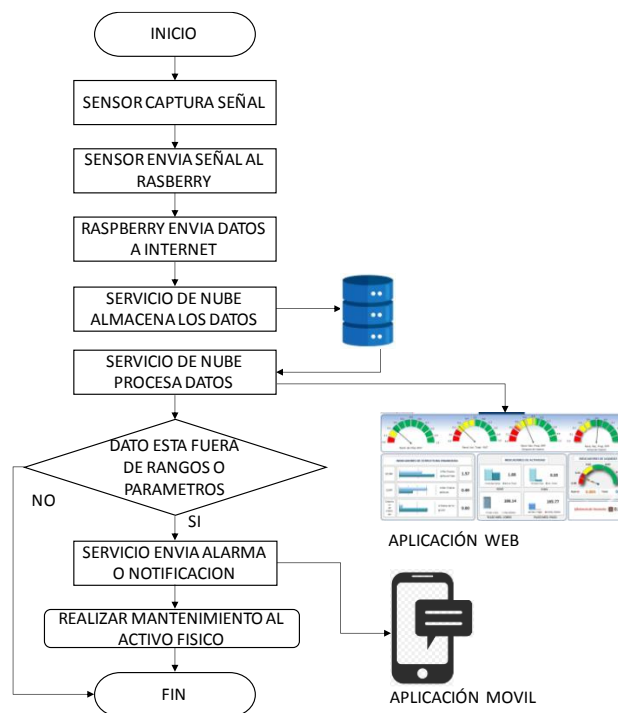 INICIO
SENSOR CAPTURA SEÑAL
SENSOR ENVIA SEÑAL AL
RASBERRY
RASPBERRY ENVIA DATOS
A INTERNET
SERVICIO DE NUBE
ALMACENA LOS DATOS
SERVICIO DE NUBE
PROCESA DATOS
DATO ESTA FUERA
DE RANGOS O
PARAMETROS
NO
SI
SERVICIO ENVIA ALARMA
O NOTIFICACION
REALIZAR MANTENIMIENTO AL
ACTIVO FISICO
FIN
APLICACIÓN WEB
APLICACIÓN MOVIL